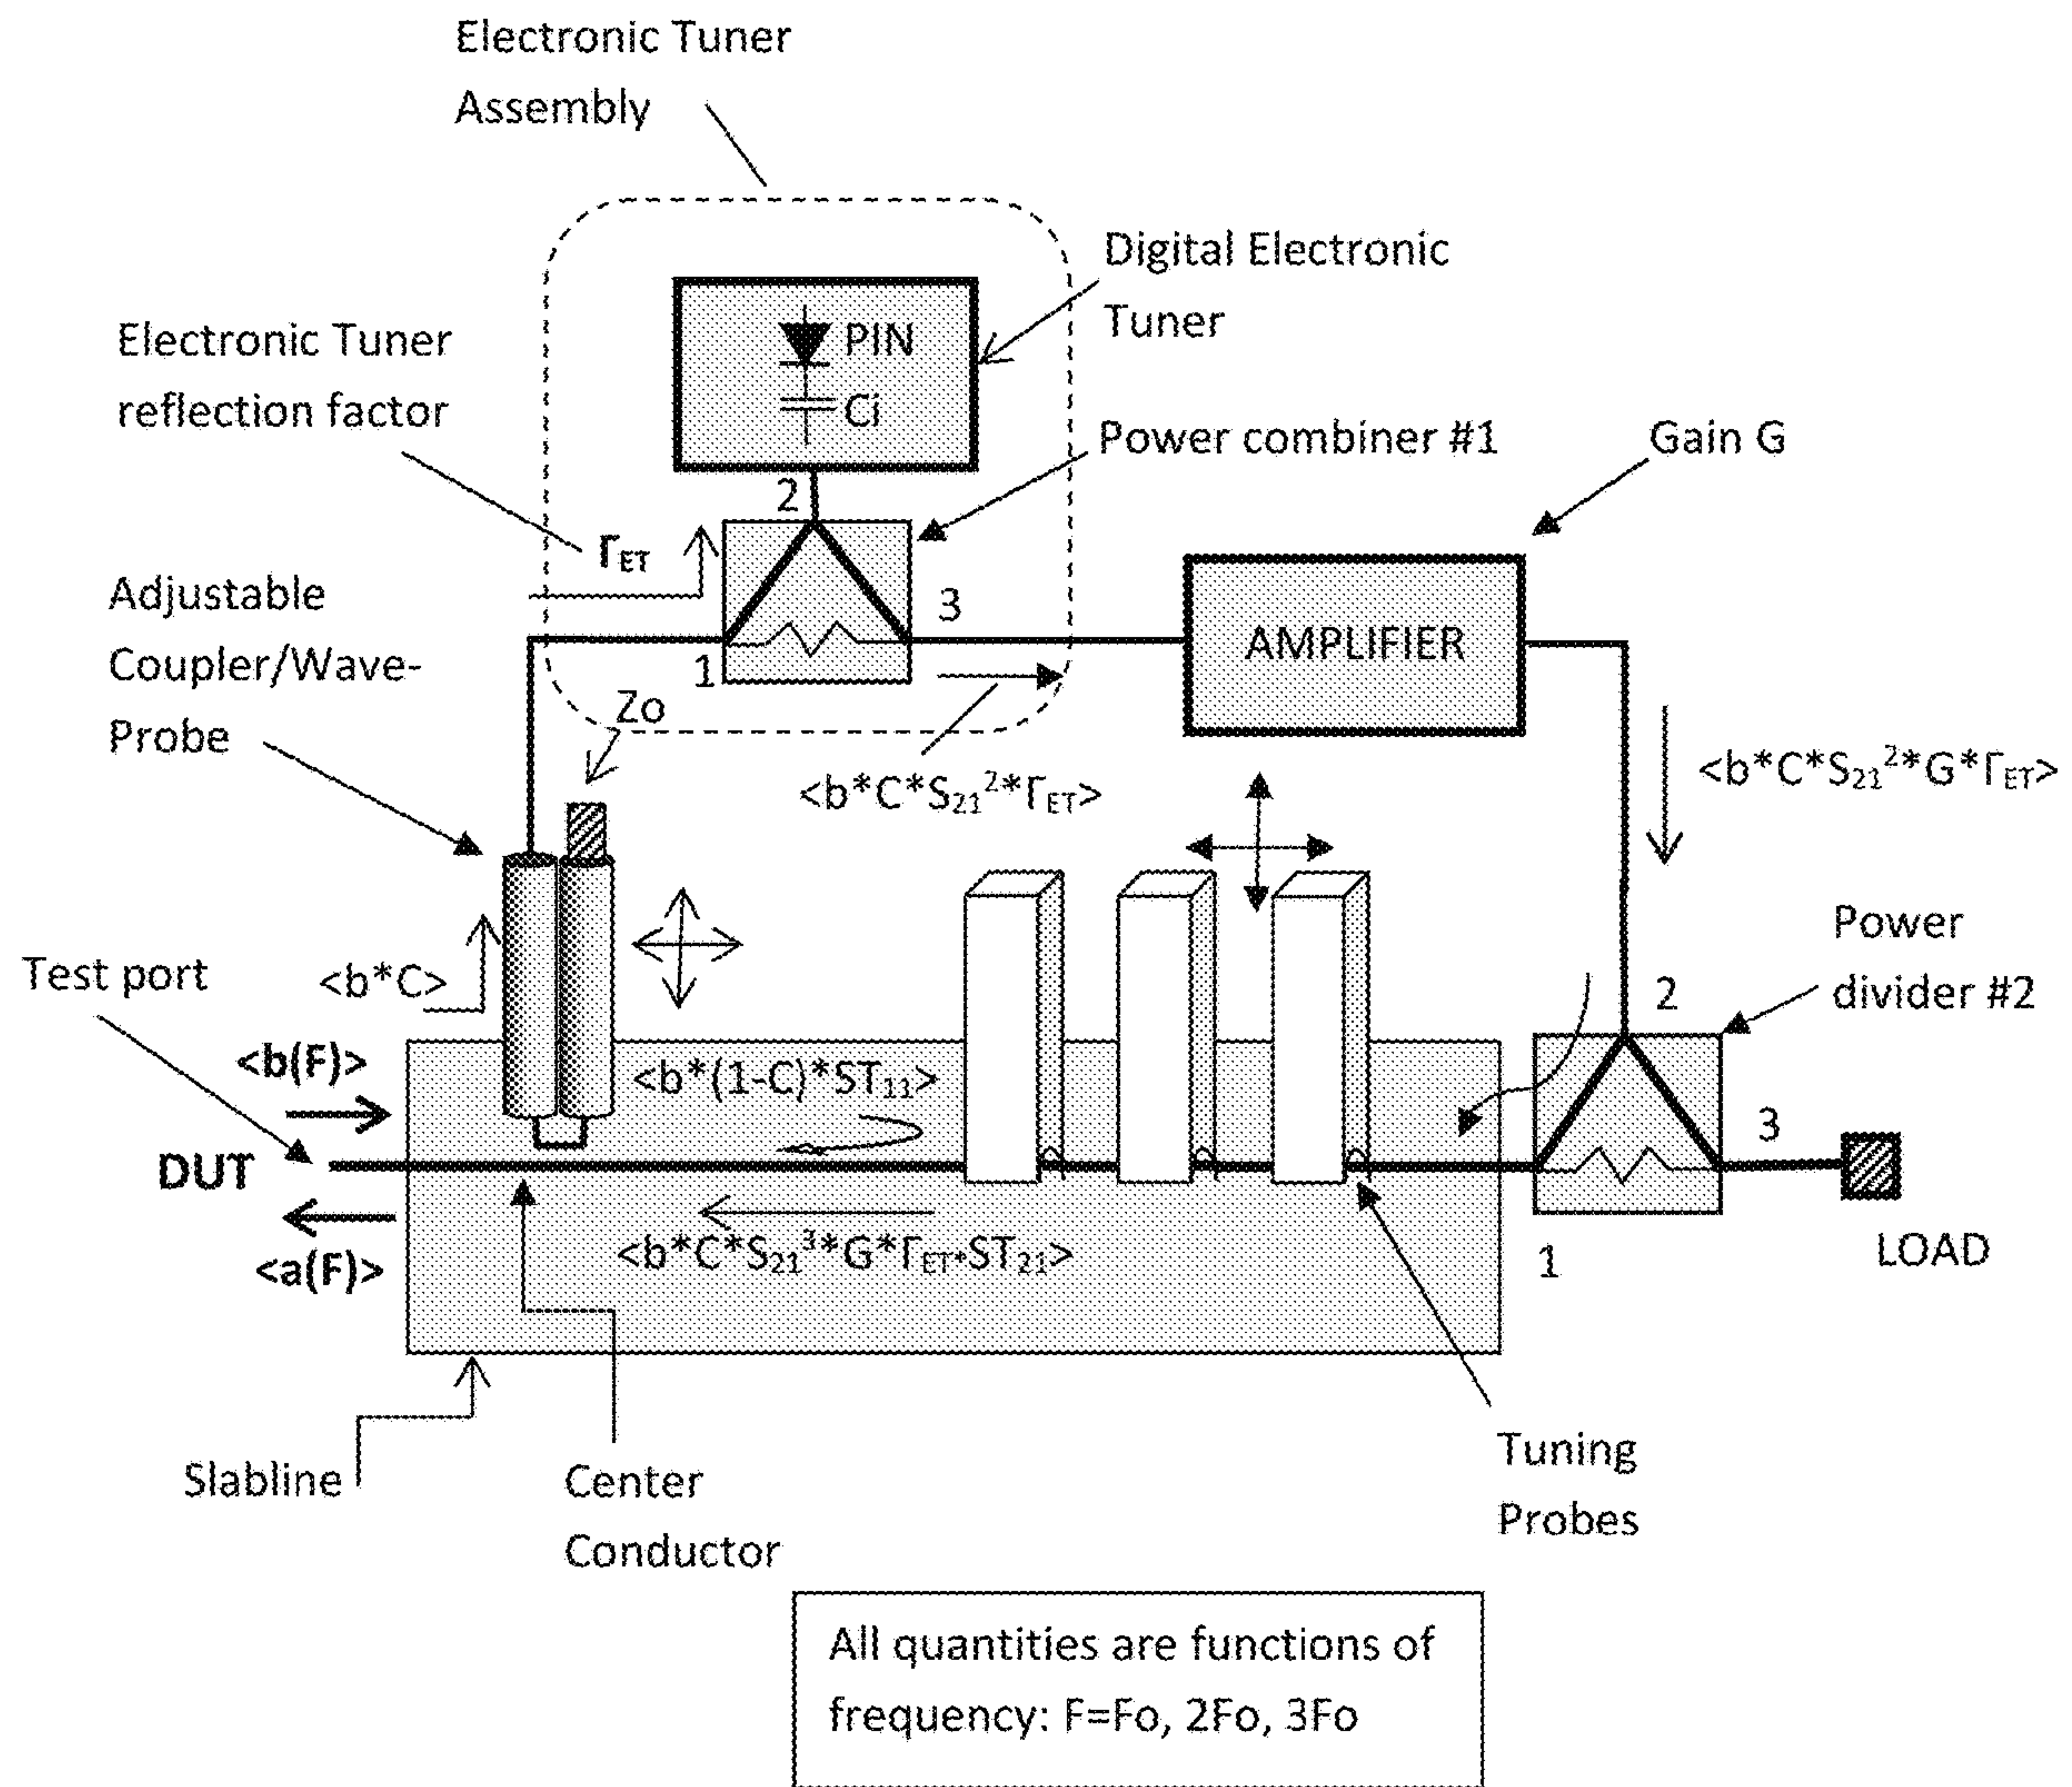 Electronic Tuner
Assembly
Digital Electronic
Tuner
PIN
Ci
Electronic Tuner
reflection factor
Power combiner #1
Gain G
2
ΓET
3
1
AMPLIFIER
Adjustable
Coupler/Wave-
Probe
Zo
<b*C*S₂₁²*ΓET>
<b*C*S₂₁²*G*ΓET>
Power
divider #2
Test port
<b*C>
2
<b(F)>
<b*(1-C)*ST₁₁>
3
DUT
<a(F)>
<b*C*S₂₁³*G*ΓET*ST₂₁>
1
LOAD
Slabline
Center
Conductor
Tuning
Probes
All quantities are functions of
frequency: F=Fo, 2Fo, 3Fo